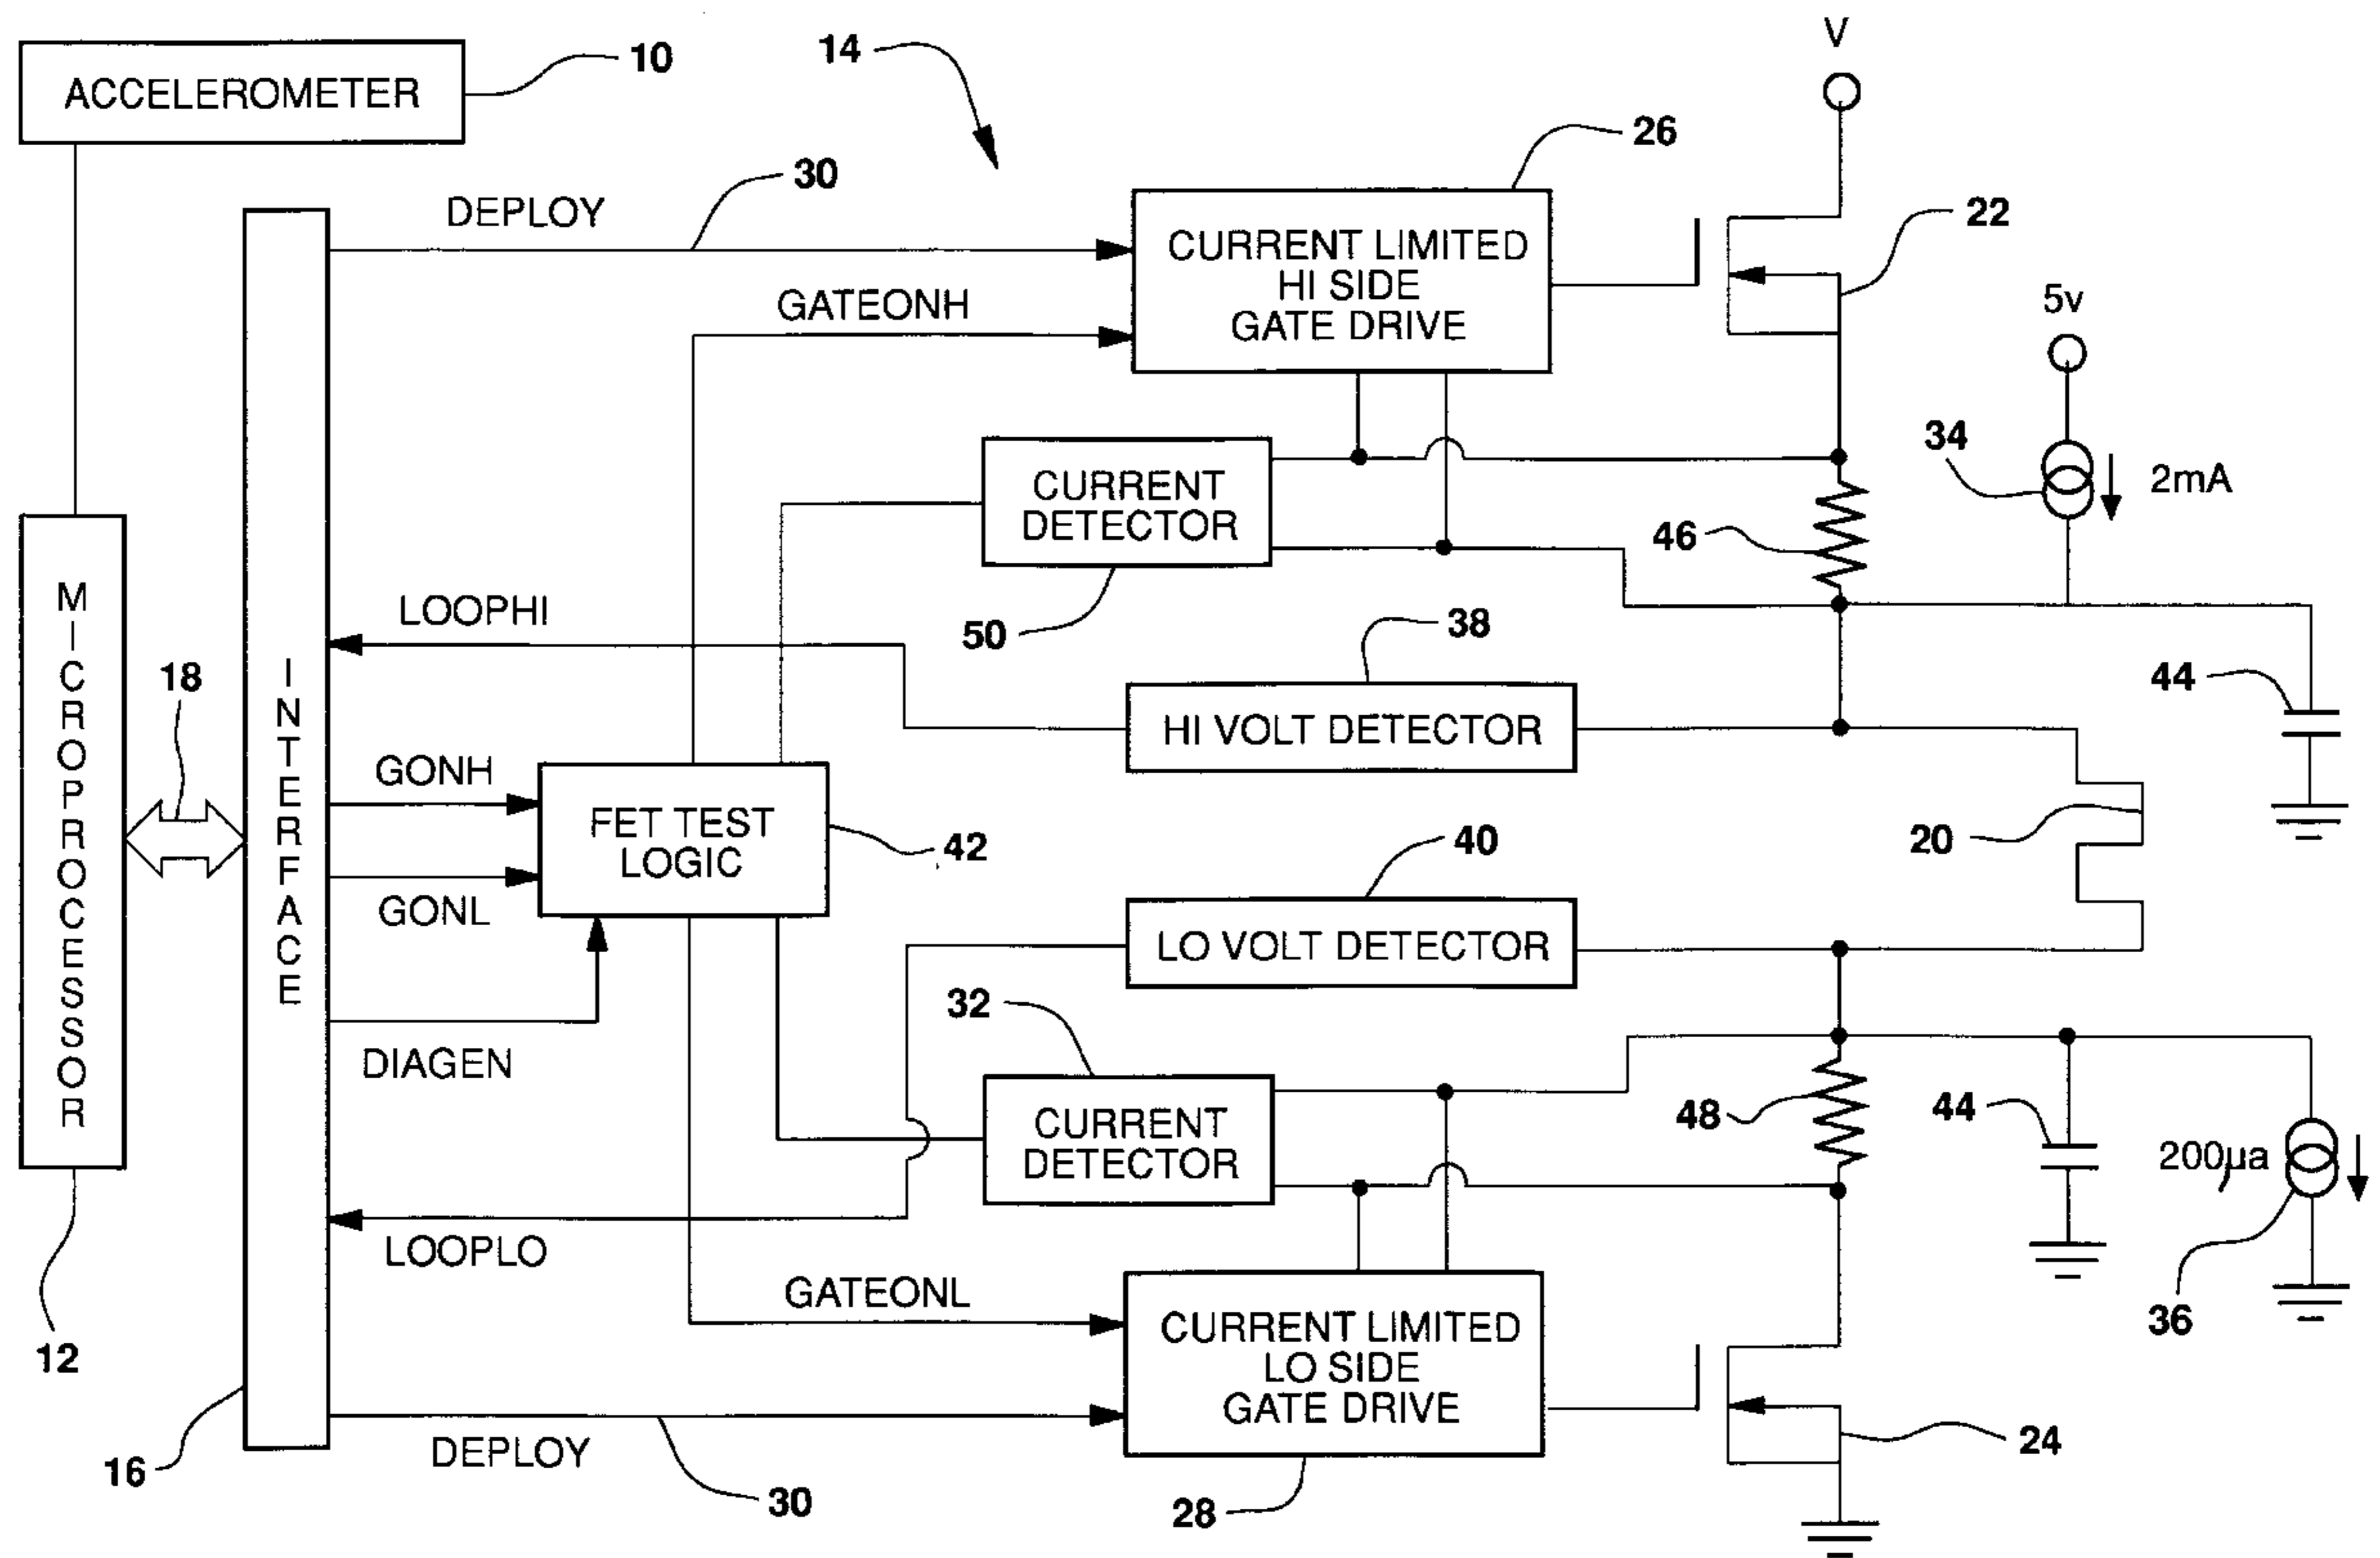 V
ACCELEROMETER
10
14
26
30
DEPLOY
22
CURRENT LIMITED
HI SIDE
GATE DRIVE
GATEONH
5v
34
2mA
CURRENT
DETECTOR
46
50
LOOPHI
38
MICROPROCESSOR
18
INTERFACE
44
HI VOLT DETECTOR
GONH
FET TEST
LOGIC
42
20
40
GONL
LO VOLT DETECTOR
32
DIAGEN
CURRENT
DETECTOR
48
44
200µa
LOOPLO
GATEONL
36
12
CURRENT LIMITED
LO SIDE
GATE DRIVE
24
16
DEPLOY
30
28